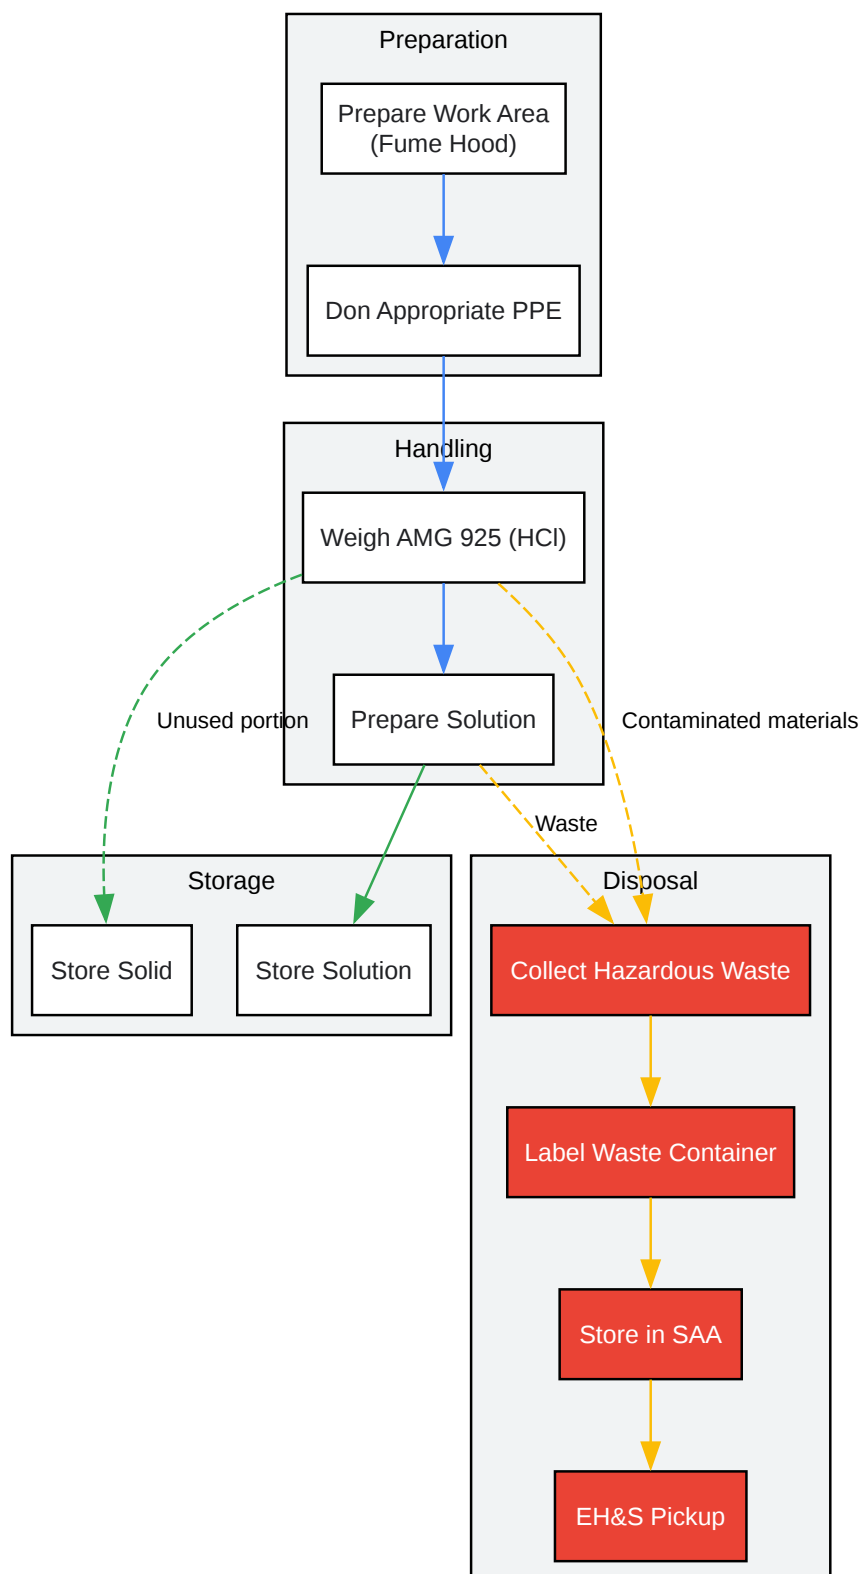 Preparation
Prepare Work Area
(Fume Hood)
Don Appropriate PPE
Handling
Weigh AMG 925 (HCl)
Unused portion
Prepare Solution
Contaminated materials
Waste
Storage
Disposal
Store Solid
Store Solution
Collect Hazardous Waste
Label Waste Container
Store in SAA
EH&S Pickup